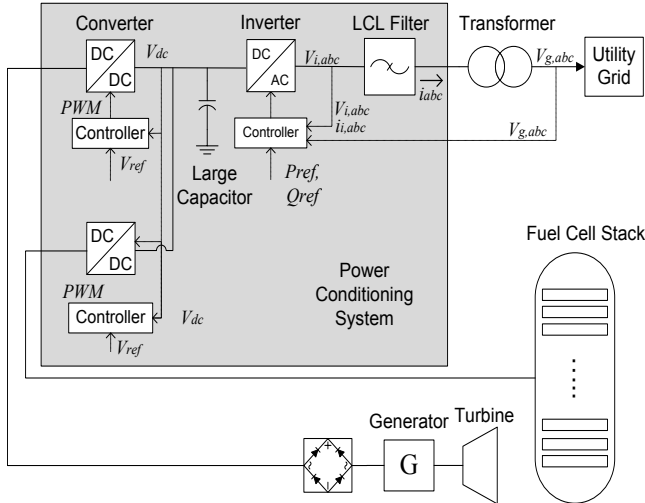 Converter
Inverter
LCL Filter
Transformer
DC
DC
Vdc
DC
AC
Vi,abc
iabc
Vg,abc
Utility
Grid
PWM
Controller
Vref
Controller
Vi,abc
ii,abc
Vg,abc
Large
Capacitor
Pref,
Qref
DC
DC
PWM
Controller
Vref
Vdc
Power
Conditioning
System
Fuel Cell Stack
Generator
Turbine
G
+
~
~
−